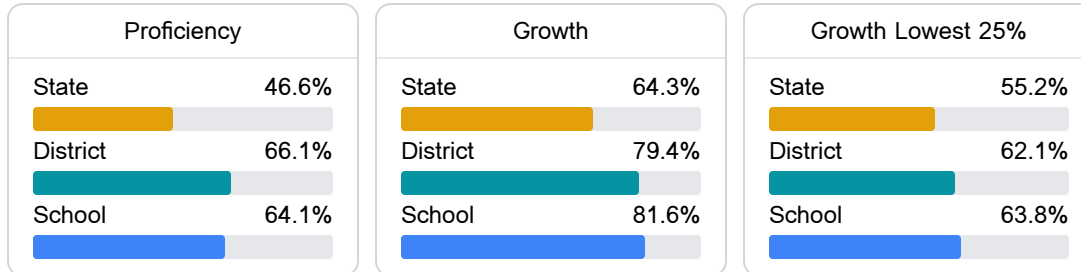 Proficiency
State 46.6%
District 66.1%
School 64.1%
Growth
State 64.3%
District 79.4%
School 81.6%
Growth Lowest 25%
State 55.2%
District 62.1%
School 63.8%